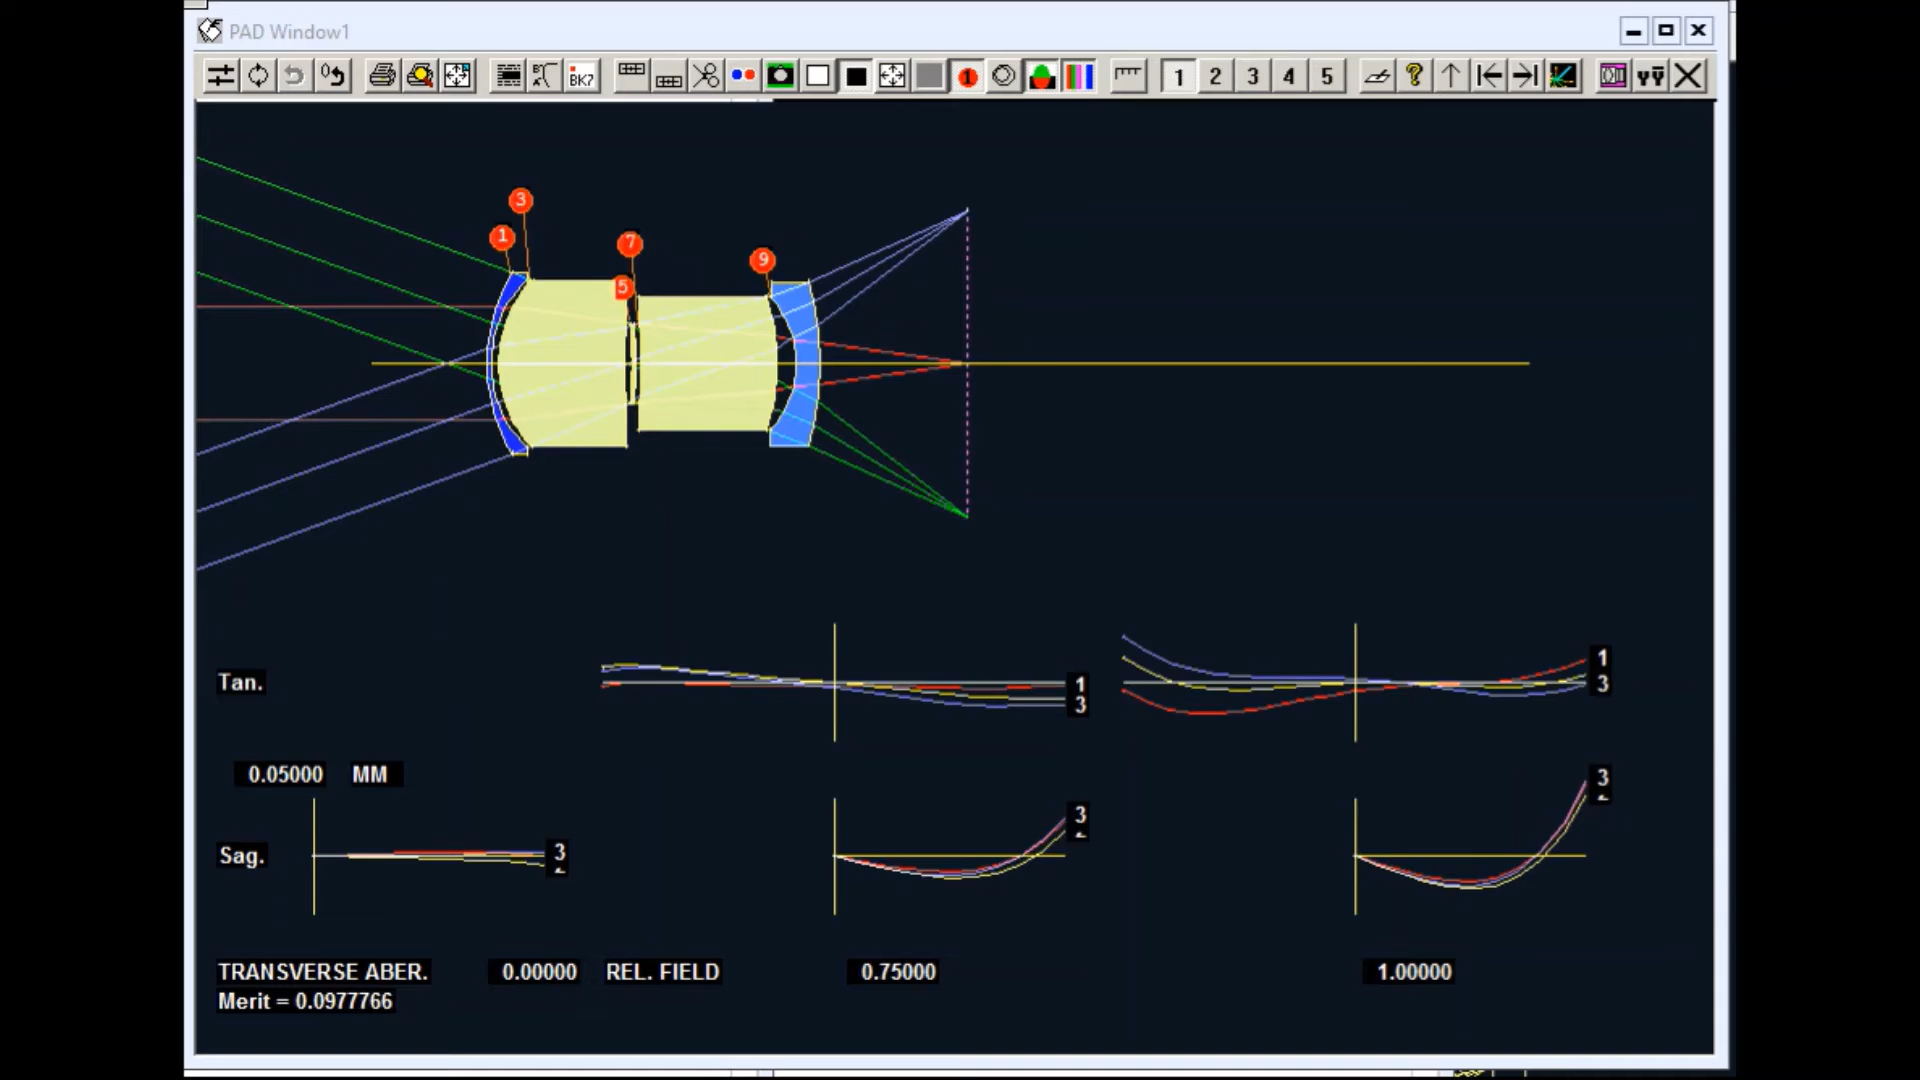 PAD Window1
BK7 1 1 2 3 4 5
3
1
7
9
5
Tan.
1
3
1
3
0.05000 MM
Sag.
3
3
3
TRANSVERSE ABER. 0.00000 REL. FIELD 0.75000 1.00000
Merit = 0.0977766